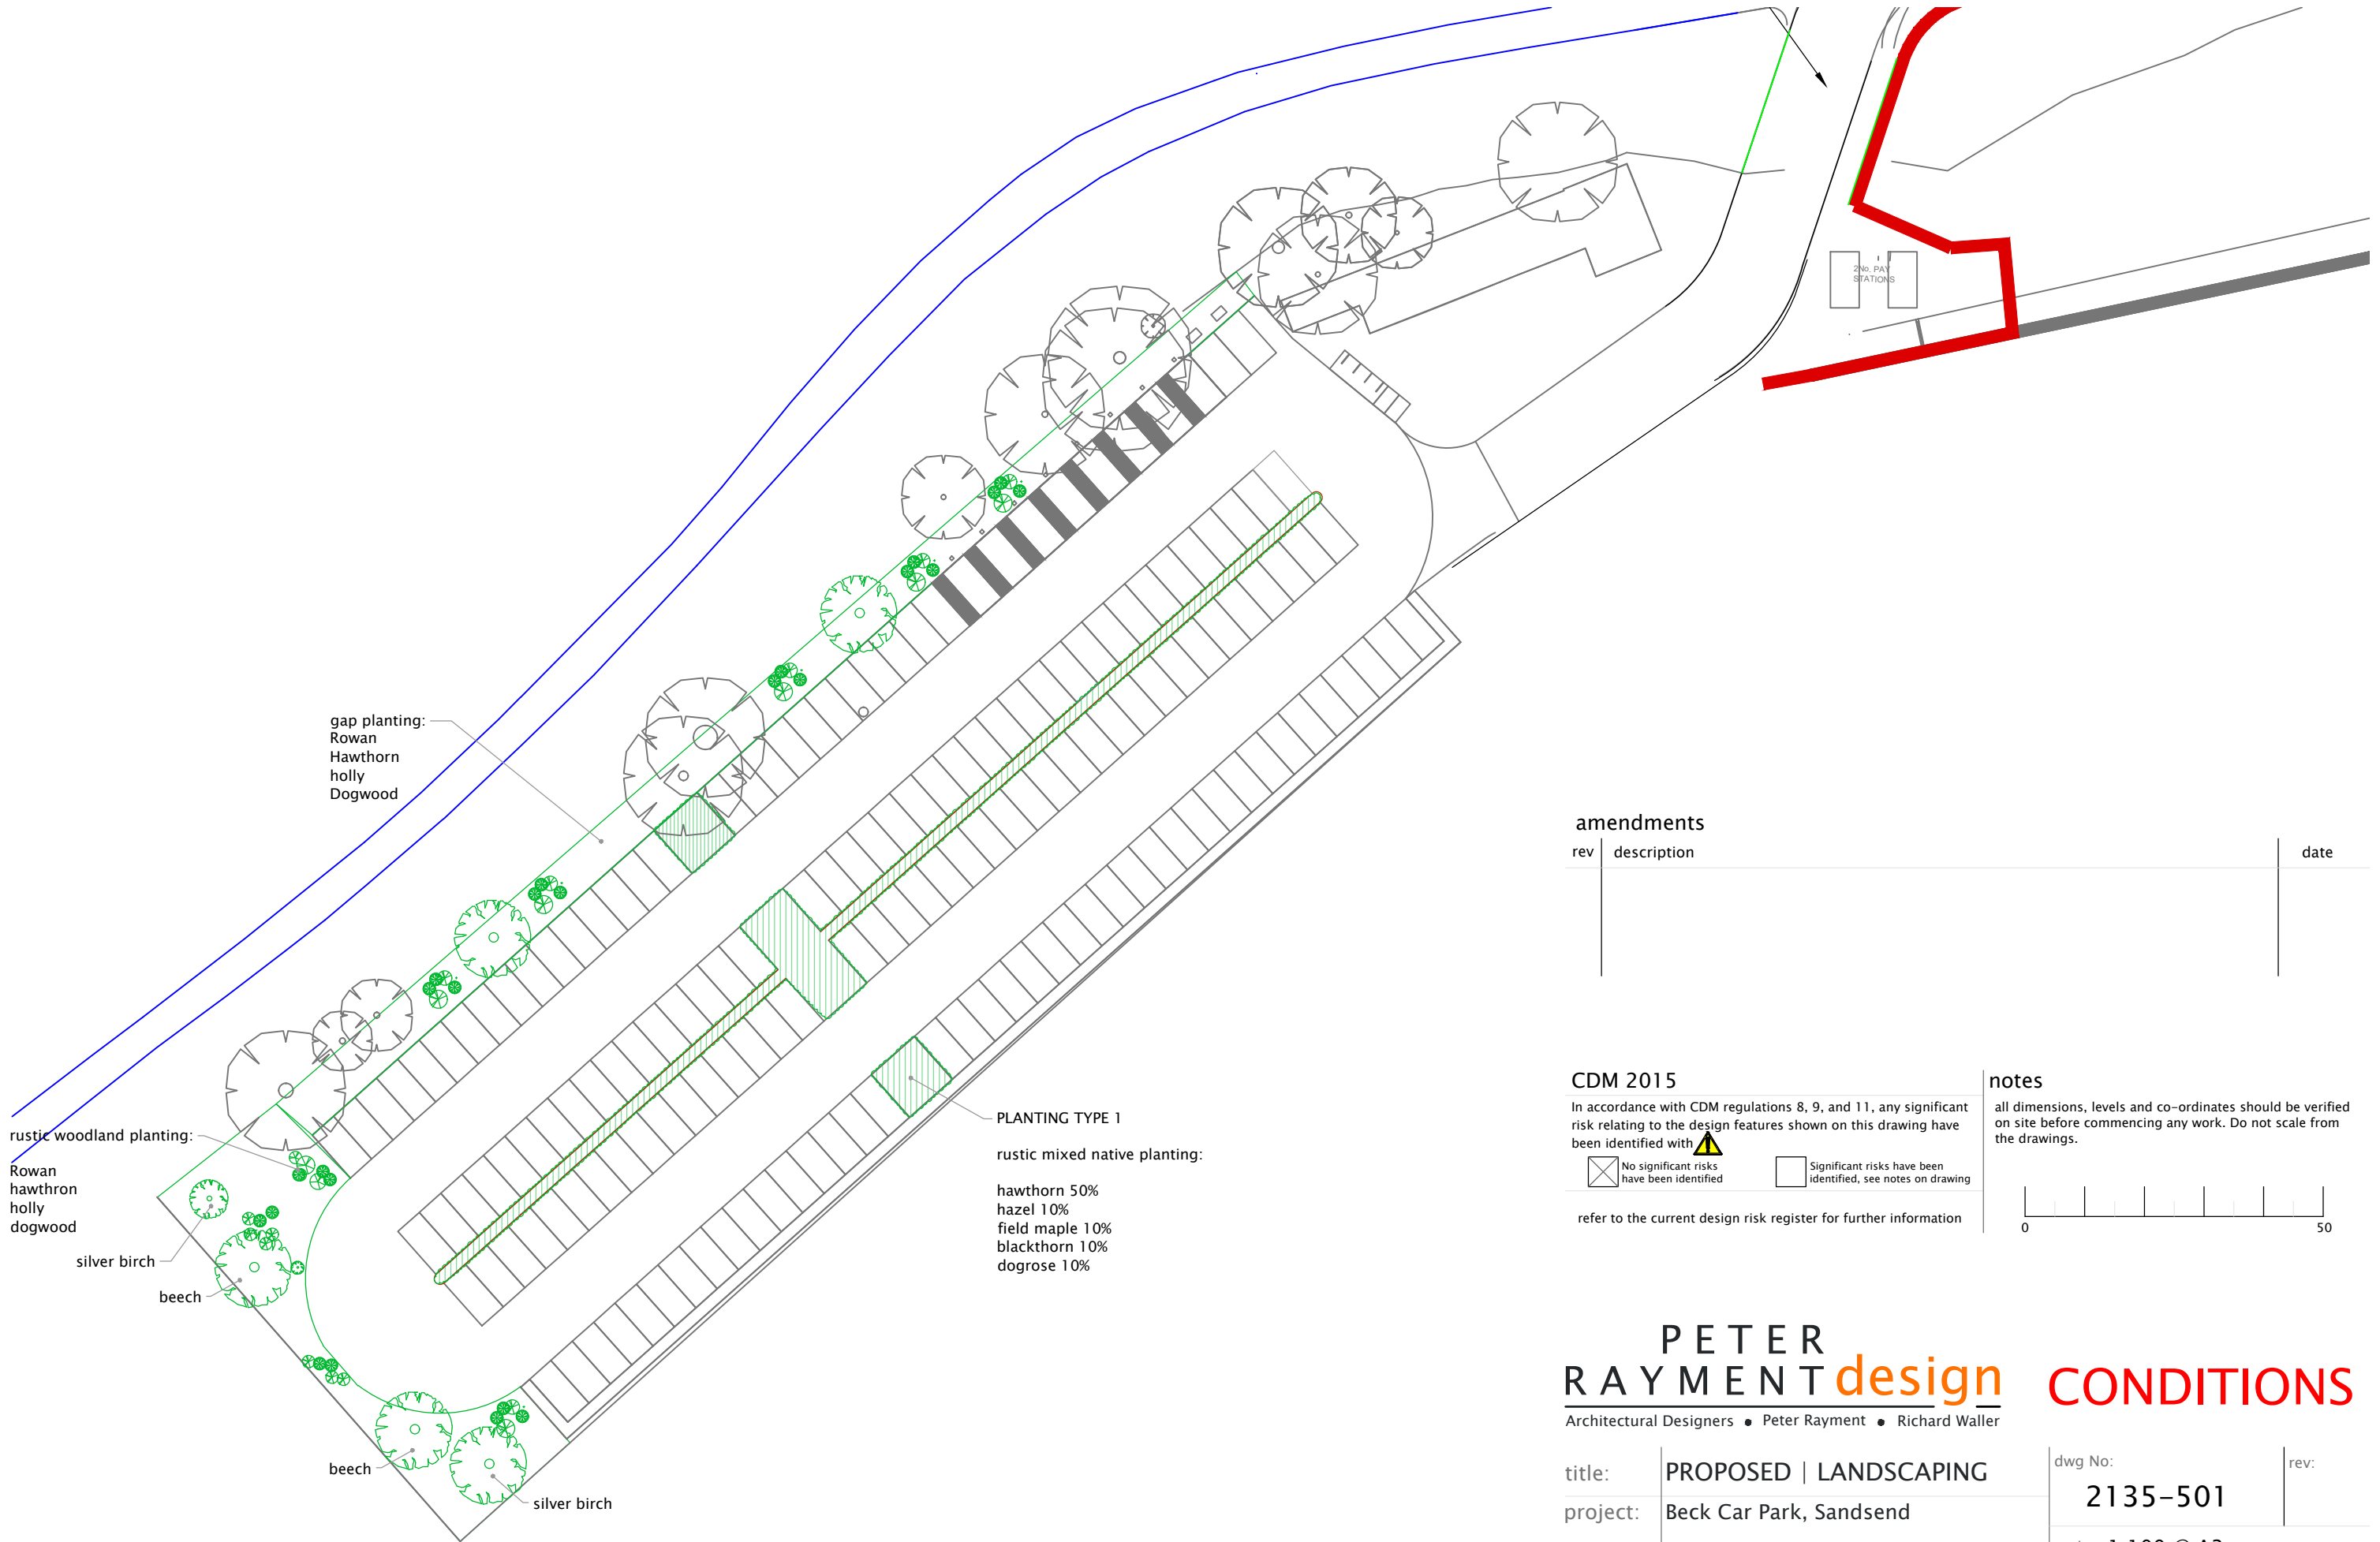 2No. PAY
STATIONS
gap planting:
Rowan
Hawthorn
holly
Dogwood
amendments
rev description date
rustic woodland planting:
Rowan
hawthron
holly
dogwood
silver birch
beech
beech
silver birch
PLANTING TYPE 1
rustic mixed native planting:
hawthorn 50%
hazel 10%
field maple 10%
blackthorn 10%
dogrose 10%
CDM 2015
In accordance with CDM regulations 8, 9, and 11, any significant
risk relating to the design features shown on this drawing have
been identified with
No significant risks
have been identified
Significant risks have been
identified, see notes on drawing
refer to the current design risk register for further information
notes
all dimensions, levels and co-ordinates should be verified
on site before commencing any work. Do not scale from
the drawings.
0 50
PETER
RAYMENT design
Architectural Designers • Peter Rayment • Richard Waller
CONDITIONS
title: PROPOSED | LANDSCAPING
project: Beck Car Park, Sandsend
dwg No:
2135-501
rev: